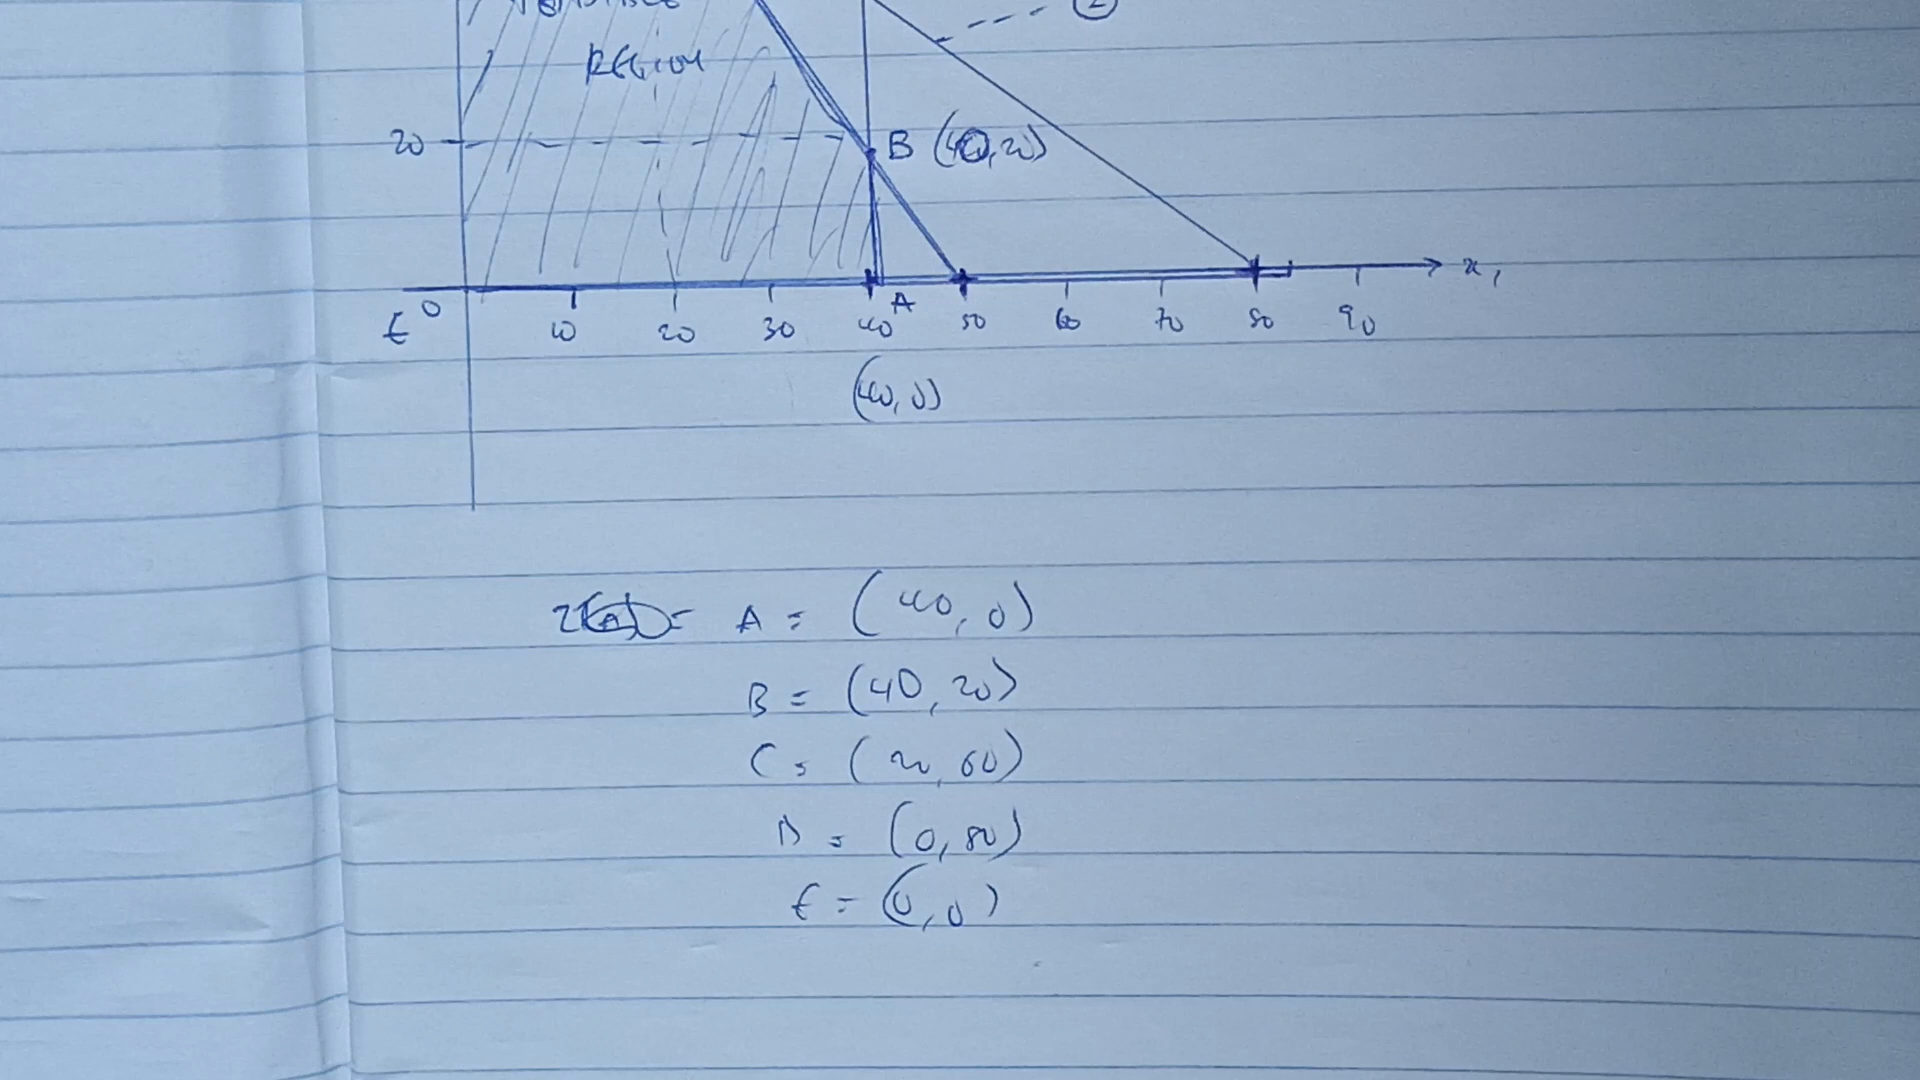 2
REGION
20
B (40,20)
x₁
E 0 10 20 30 40 A 50 60 70 80 90
(40,0)
A = (40, 0)
B = (40, 20)
C = (20, 60)
D = (0, 80)
E = (0, 0)